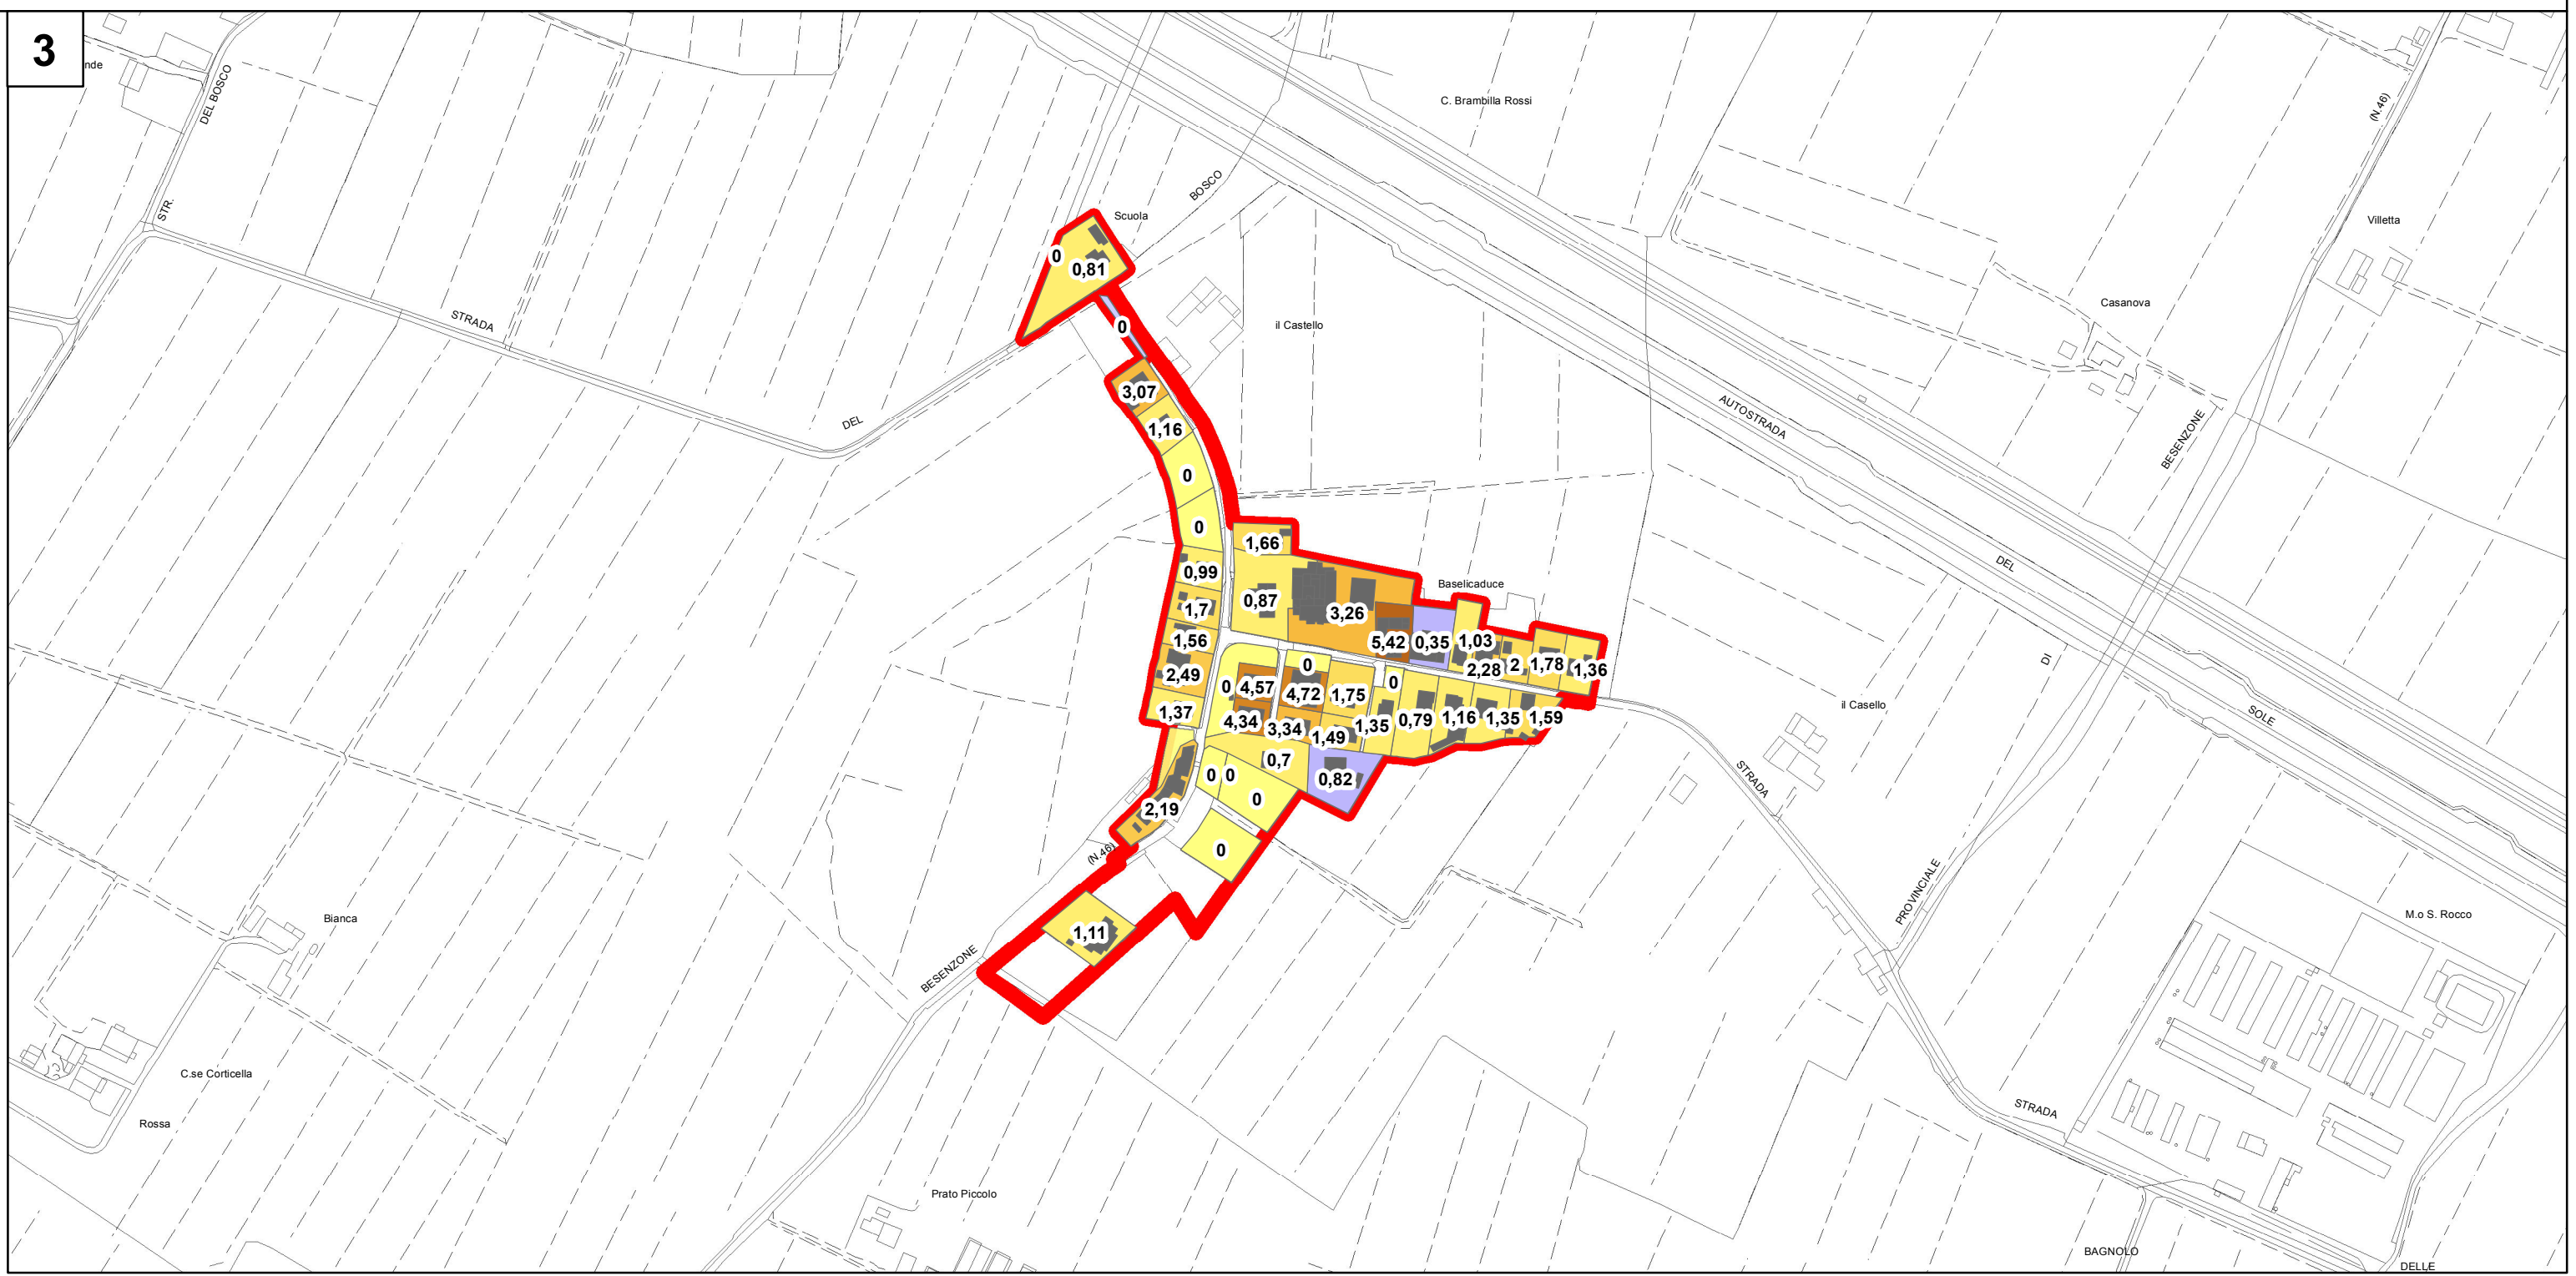 3
nde
DEL BOSCO
STR.
STRADA
DEL
BOSCO
Scuola
C. Brambilla Rossi
(N.46)
Villetta
il Castello
Casanova
AUTOSTRADA
BESENZONE
DEL
SOLE
0
0,81
0
3,07
1,16
0
0
1,66
0,99
0,87
Baselicaduce
1,7
3,26
1,56
5,42
0,35
1,03
2,49
0
2,28
2
1,78
1,36
0
4,57
4,72
1,75
0
1,37
4,34
3,34
1,49
1,35
0,79
1,16
1,35
1,59
0,7
0
0
0,82
0
2,19
0
(N.46)
1,11
BESENZONE
il Casello
DI
STRADA
PROVINCIALE
M.o S. Rocco
Bianca
C.se Corticella
Rossa
Prato Piccolo
STRADA
BAGNOLO
DELLE